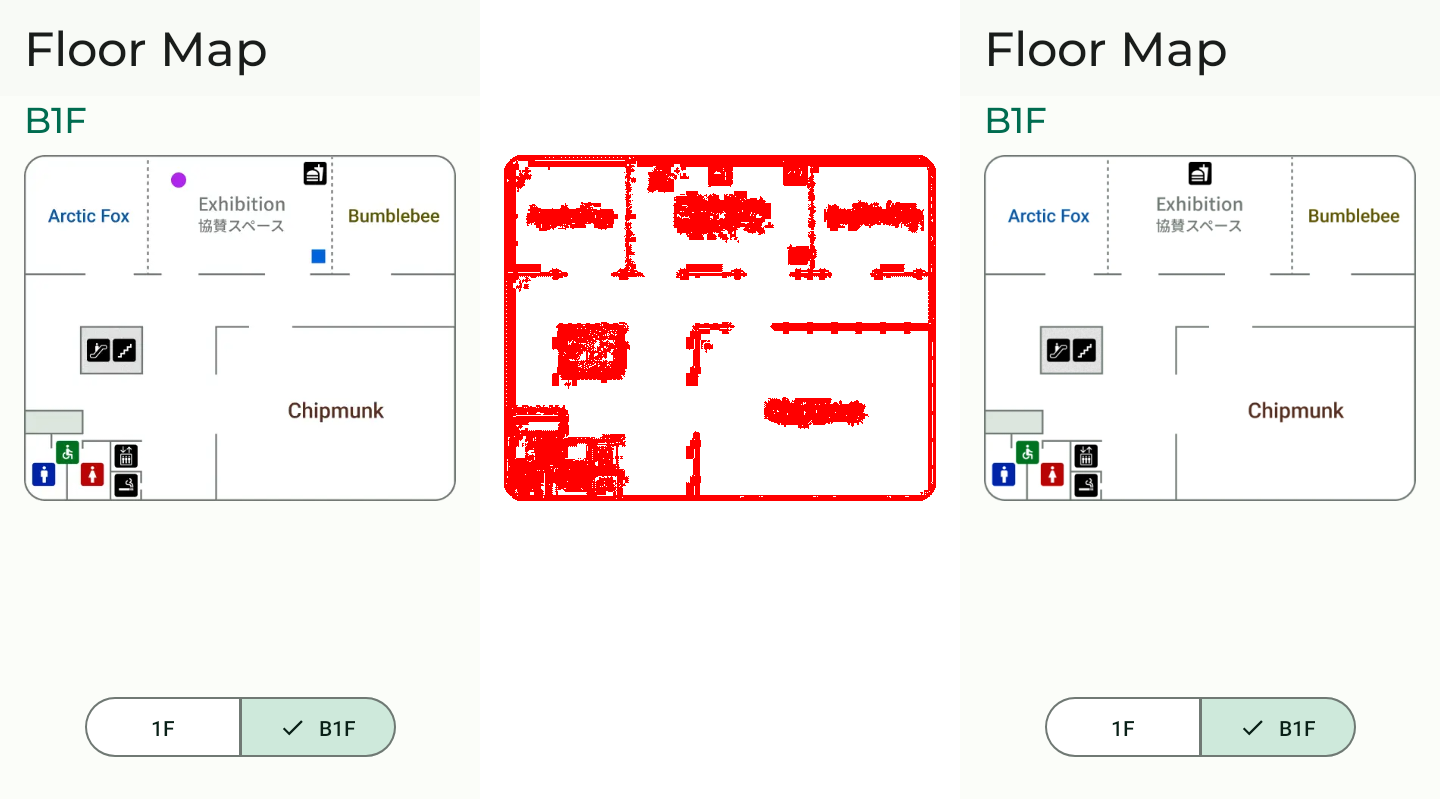 Floor Map
B1F
Arctic Fox
Exhibition
協賛スペース
Bumblebee
Chipmunk
1F
B1F
Floor Map
B1F
Arctic Fox
Exhibition
協賛スペース
Bumblebee
Chipmunk
1F
B1F